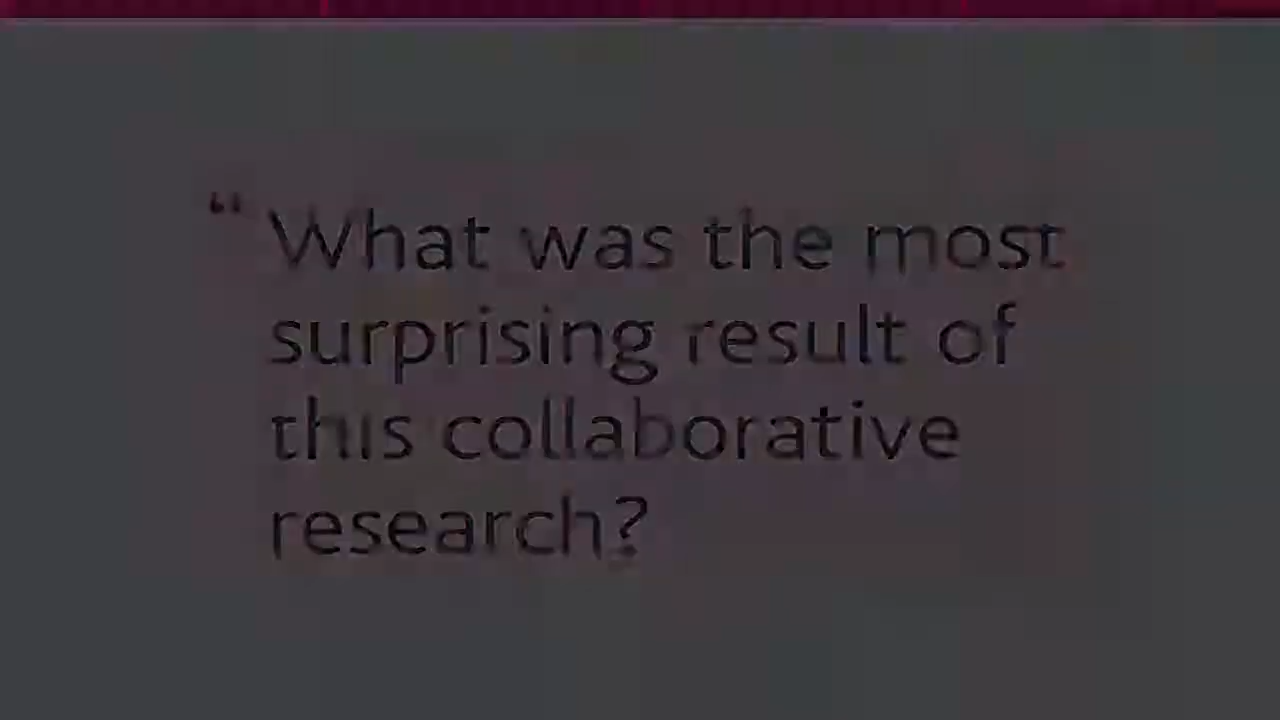 “ What was the most
surprising result of
this collaborative
research?